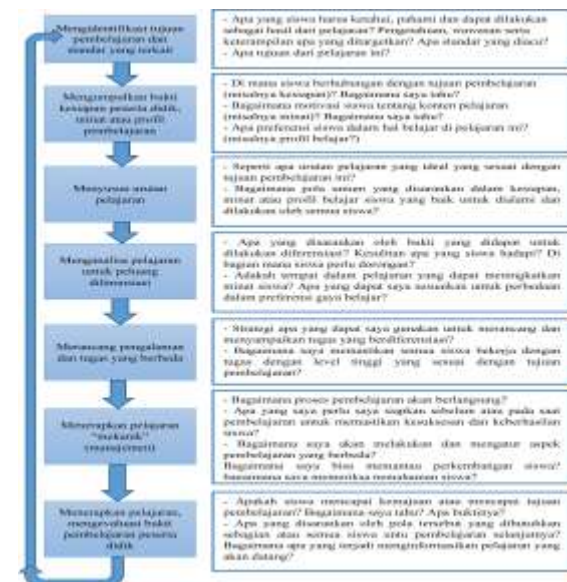 Mengidentifikasi tujuan
pembelajaran dan
standar yang terkait
- Apa yang siswa harus ketahui, pahami dan dapat dilakukan
sebagai hasil dari pelajaran? Pengetahuan, wawasan serta
keterampilan apa yang ditargetkan? Apa standar yang diacu?
- Apa tujuan dari pelajaran ini?
Mengumpulkan bukti
kesiapan peserta didik,
minat atau profil
pembelajaran
- Di mana siswa berhubungan dengan tujuan pembelajaran
(misalnya kesiapan)? Bagaimana saya tahu?
- Bagaimana motivasi siswa tentang konten pelajaran
(misalnya minat)? Bagaimana saya tahu?
- Apa preferensi siswa dalam hal belajar di pelajaran ini?
(misalnya profil belajar?)
Menyusun urutan
pelajaran
- Seperti apa urutan pelajaran yang ideal yang sesuai dengan
tujuan pembelajaran ini?
- Bagaimana pola umum yang disarankan dalam kesiapan,
minat atau profil belajar siswa yang baik untuk dialami dan
dilakukan oleh semua siswa?
Menganalisa pelajaran
untuk peluang
diferensiasi
- Apa yang disarankan oleh bukti yang didapat untuk
dilakukan diferensiasi? Kesulitan apa yang siswa hadapi? Di
bagian mana siswa perlu dorongan?
- Adakah tempat dalam pelajaran yang dapat meningkatkan
minat siswa? Apa yang dapat saya sesuaikan untuk perbedaan
dalam preferensi gaya belajar?
Merancang pengalaman
dan tugas yang berbeda
- Strategi apa yang dapat saya gunakan untuk merancang dan
menyampaikan tugas yang berdiferensiasi?
- Bagaimana saya memastikan semua siswa bekerja dengan
tugas dengan level tinggi yang sesuai dengan tujuan
pembelajaran?
Menerapkan pelajaran
"mekanik"
(manajemen)
- Bagaimana proses pembelajaran akan berlangsung?
- Apa yang saya perlu saya siapkan sebelum atau pada saat
pembelajaran untuk memastikan kesuksesan dan keberhasilan
siswa?
- Bagaimana saya akan melakukan dan mengatur aspek
pembelajaran yang berbeda?
Bagaimana saya bisa memantau perkembangan siswa?
bagaimana saya memeriksa pemahaman siswa?
Menerapkan pelajaran,
mengevaluasi bukti
pembelajaran peserta
didik
- Apakah siswa mencapai kemajuan atau mencapai tujuan
pembelajaran? Bagaimana saya tahu? Apa buktinya?
- Apa yang disarankan oleh pola tersebut yang dibutuhkan
sebagian atau semua siswa untu pembelajaran selanjutnya?
Bagaimana apa yang terjadi menginformasikan pelajaran yang
akan datang?